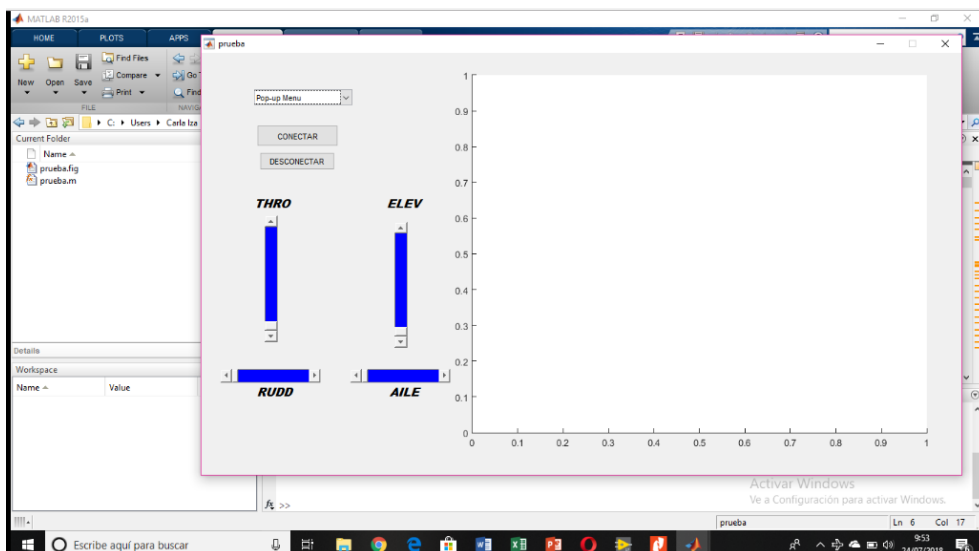 MATLAB R2015a
HOME PLOTS APPS
New Open Save
Find Files
Compare
Print
FILE
C: Users Carla Iza
Current Folder
Name
prueba.fig
prueba.m
Details
Workspace
Name Value
prueba
Pop-up Menu
CONECTAR
DESCONECTAR
THRO ELEV
RUDD AILE
1
0.9
0.8
0.7
0.6
0.5
0.4
0.3
0.2
0.1
0
0 0.1 0.2 0.3 0.4 0.5 0.6 0.7 0.8 0.9 1
Activar Windows
Ve a Configuración para activar Windows.
fx >>
prueba Ln 6 Col 17
Escribe aquí para buscar
9:53
24/07/2018